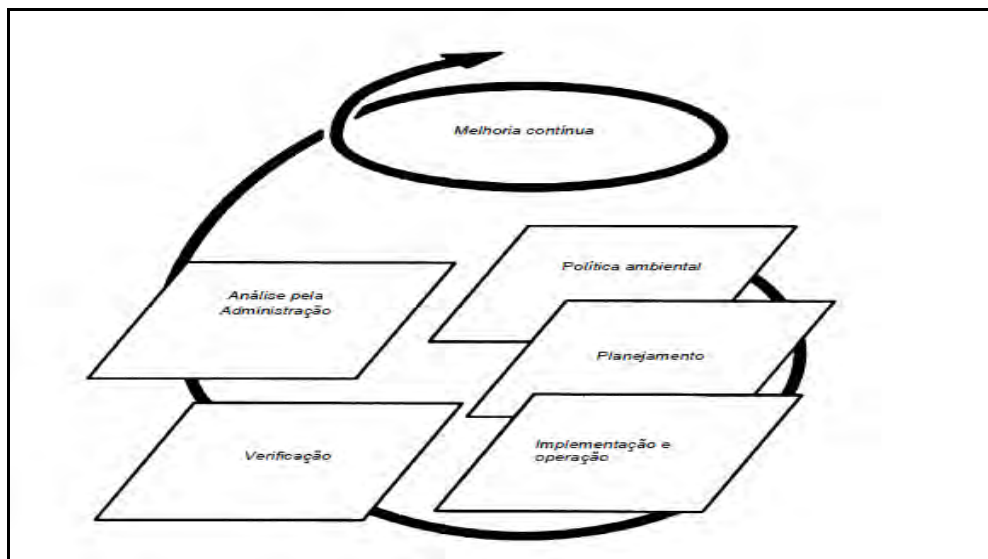 Melhoria contínua
Política ambiental
Análise pela
Administração
Planejamento
Implementação e
operação
Verificação